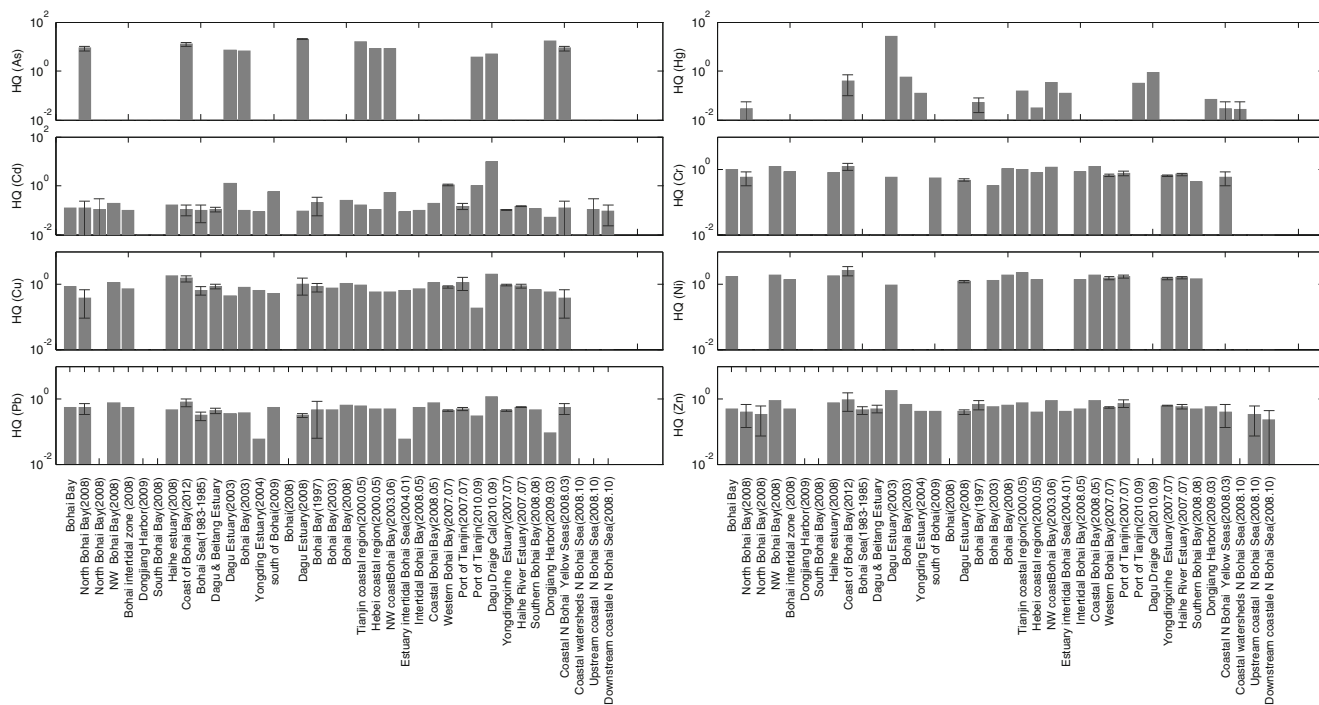 HQ (As)
10^2
10^0
10^-2
HQ (Cd)
10^2
10^0
10^-2
HQ (Cu)
10^0
10^-2
HQ (Pb)
10^0
10^-2
Bohai Bay
North Bohai Bay(2008)
North Bohai Bay(2008)
NW Bohai Bay(2008)
Bohai intertidal zone (2008)
Dongjiang Harbor(2009)
South Bohai Bay(2008)
Haihe estuary(2008)
Coast of Bohai Bay(2012)
Bohai Sea(1983-1985)
Dagu & Beitang Estuary
Dagu Estuary(2003)
Bohai Bay(2003)
Yongding Estuary(2004)
south of Bohai(2009)
Bohai(2008)
Dagu Estuary(2008)
Bohai Bay(1997)
Bohai Bay(2003)
Bohai Bay(2008)
Tianjin coastal region(2000.05)
Hebei coastal region(2000.05)
NW coastBohai Bay(2003.06)
Estuary intertidal Bohai Sea(2004.01)
Intertidal Bohai Bay(2008.05)
Coastal Bohai Bay(2008.05)
Western Bohai Bay(2007.07)
Port of Tianjin(2007.07)
Port of Tianjin(2010.09)
Dagu Draige Cal(2010.09)
Yongdingxinhe Estuary(2007.07)
Haihe River Estuary(2007.07)
Southern Bohai Bay(2008.08)
Dongjiang Harbor(2009.03)
Coastal N Bohai Yellow Seas(2008.03)
Coastal watersheds N Bohai Sea(2008.10)
Upstream coastal N Bohai Sea(2008.10)
Downstream coastale N Bohai Sea(2008.10)
HQ (Hg)
10^2
10^0
10^-2
HQ (Cr)
10^0
10^-2
HQ (Ni)
10^0
10^-2
HQ (Zn)
10^0
10^-2
Bohai Bay
North Bohai Bay(2008)
North Bohai Bay(2008)
NW Bohai Bay(2008)
Bohai intertidal zone (2008)
Dongjiang Harbor(2009)
South Bohai Bay(2008)
Haihe estuary(2008)
Coast of Bohai Bay(2012)
Bohai Sea(1983-1985)
Dagu & Beitang Estuary
Dagu Estuary(2003)
Bohai Bay(2003)
Yongding Estuary(2004)
south of Bohai(2009)
Bohai(2008)
Dagu Estuary(2008)
Bohai Bay(1997)
Bohai Bay(2003)
Bohai Bay(2008)
Tianjin coastal region(2000.05)
Hebei coastal region(2000.05)
NW coastBohai Bay(2003.06)
Estuary intertidal Bohai Sea(2004.01)
Intertidal Bohai Bay(2008.05)
Coastal Bohai Bay(2008.05)
Western Bohai Bay(2007.07)
Port of Tianjin(2007.07)
Port of Tianjin(2010.09)
Dagu Draige Cal(2010.09)
Yongdingxinhe Estuary(2007.07)
Haihe River Estuary(2007.07)
Southern Bohai Bay(2008.08)
Dongjiang Harbor(2009.03)
Coastal N Bohai Yellow Seas(2008.03)
Coastal watersheds N Bohai Sea(2008.10)
Upstream coastal N Bohai Sea(2008.10)
Downstream coastale N Bohai Sea(2008.10)